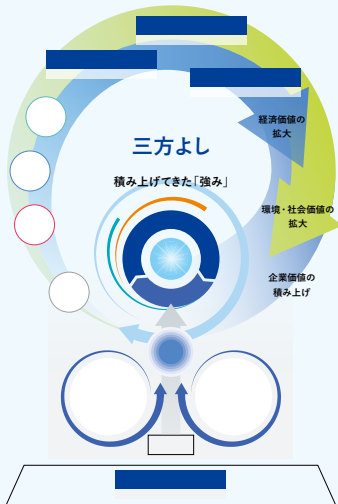 三方よし
積み上げてきた「強み」
経済価値の
拡大
環境・社会価値の
拡大
企業価値の
積み上げ